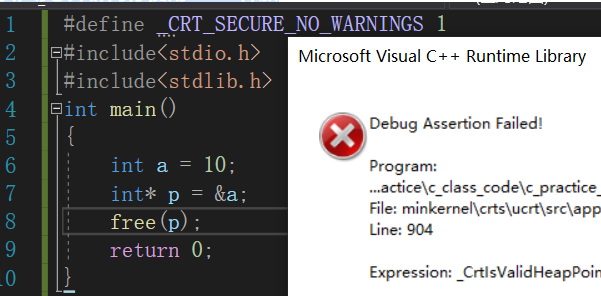 1 #define _CRT_SECURE_NO_WARNINGS 1
2 #include<stdio.h>
3 #include<stdlib.h>
4 int main()
5 {
6 int a = 10;
7 int* p = &a;
8 free(p);
9 return 0;
10 }
Microsoft Visual C++ Runtime Library
Debug Assertion Failed!
Program:
...actice\c_class_code\c_practice_
File: minkernel\crts\ucrt\src\app
Line: 904
Expression: _CrtIsValidHeapPoin